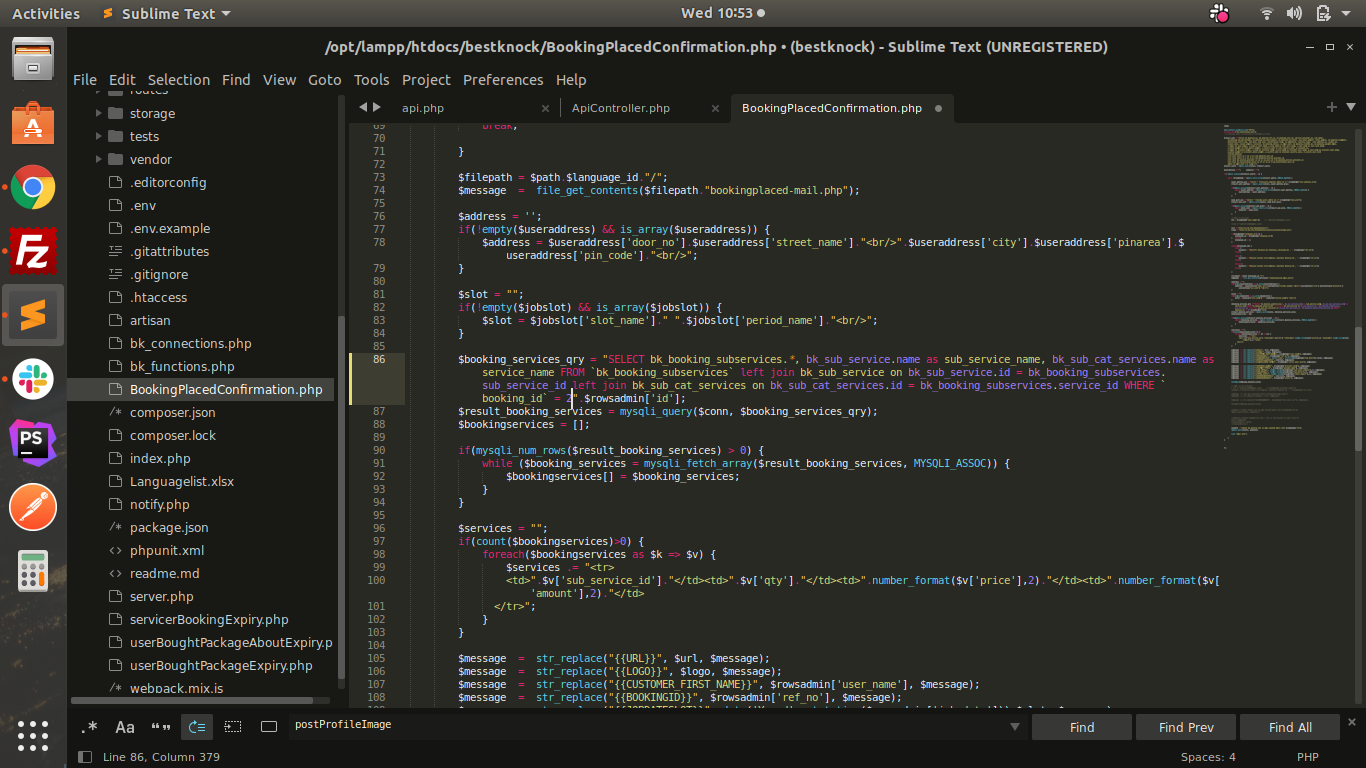 Activities
Sublime Text
Wed 10:53
/opt/lampp/htdocs/bestknock/BookingPlacedConfirmation.php • (bestknock) - Sublime Text (UNREGISTERED)
File Edit Selection Find View Goto Tools Project Preferences Help
routes
storage
tests
vendor
.editorconfig
.env
.env.example
.gitattributes
.gitignore
.htaccess
artisan
bk_connections.php
bk_functions.php
BookingPlacedConfirmation.php
/* composer.json
composer.lock
index.php
Languagelist.xlsx
notify.php
/* package.json
<> phpunit.xml
<> readme.md
server.php
servicerBookingExpiry.php
userBoughtPackageAboutExpiry.p
userBoughtPackageExpiry.php
/* webpack.mix.js
api.php ×
ApiController.php ×
BookingPlacedConfirmation.php
69 break;
70
71 }
72
73 $filepath = $path.$language_id."/";
74 $message = file_get_contents($filepath."bookingplaced-mail.php");
75
76 $address = '';
77 if(!empty($useraddress) && is_array($useraddress)) {
78 $address = $useraddress['door_no'].$useraddress['street_name']."<br/>".$useraddress['city'].$useraddress['pinarea'].$
useraddress['pin_code']."<br/>";
79 }
80
81 $slot = "";
82 if(!empty($jobslot) && is_array($jobslot)) {
83 $slot = $jobslot['slot_name']." ".$jobslot['period_name']."<br/>";
84 }
85
86 $booking_services_qry = "SELECT bk_booking_subservices.*, bk_sub_service.name as sub_service_name, bk_sub_cat_services.name as
service_name FROM `bk_booking_subservices` left join bk_sub_service on bk_sub_service.id = bk_booking_subservices.
sub_service_id left join bk_sub_cat_services on bk_sub_cat_services.id = bk_booking_subservices.service_id WHERE `
booking_id` = 2".$rowsadmin['id'];
87 $result_booking_services = mysqli_query($conn, $booking_services_qry);
88 $bookingservices = [];
89
90 if(mysqli_num_rows($result_booking_services) > 0) {
91 while ($booking_services = mysqli_fetch_array($result_booking_services, MYSQLI_ASSOC)) {
92 $bookingservices[] = $booking_services;
93 }
94 }
95
96 $services = "";
97 if(count($bookingservices)>0) {
98 foreach($bookingservices as $k => $v) {
99 $services .= "<tr>
100 <td>".$v['sub_service_id']."</td><td>".$v['qty']."</td><td>".number_format($v['price'],2)."</td><td>".number_format($v[
'amount'],2)."</td>
101 </tr>";
102 }
103 }
104
105 $message = str_replace("{{URL}}", $url, $message);
106 $message = str_replace("{{LOGO}}", $logo, $message);
107 $message = str_replace("{{CUSTOMER_FIRST_NAME}}", $rowsadmin['user_name'], $message);
108 $message = str_replace("{{BOOKINGID}}", $rowsadmin['ref_no'], $message);
.* Aa “” postProfileImage Find Find Prev Find All ×
Line 86, Column 379
Spaces: 4
PHP